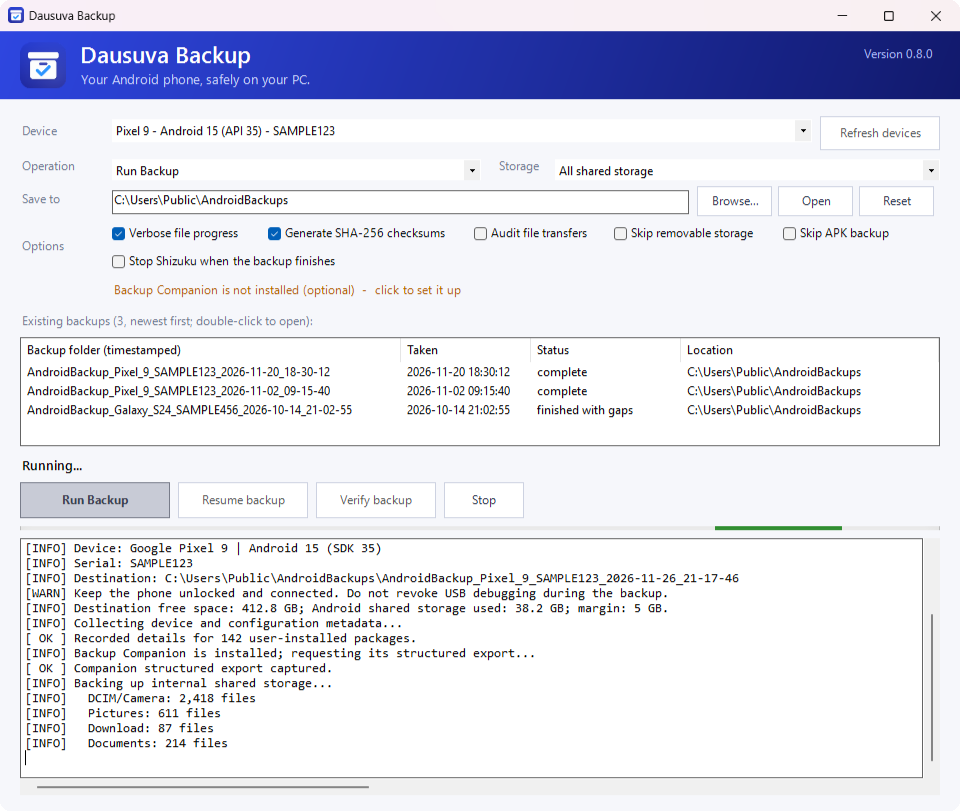 Dausuva Backup
Dausuva Backup
Your Android phone, safely on your PC.
Version 0.8.0
Device Pixel 9 - Android 15 (API 35) - SAMPLE123 Refresh devices
Operation Run Backup Storage All shared storage
Save to C:\Users\Public\AndroidBackups Browse... Open Reset
Options Verbose file progress Generate SHA-256 checksums Audit file transfers Skip removable storage Skip APK backup
Stop Shizuku when the backup finishes
Backup Companion is not installed (optional) - click to set it up
Existing backups (3, newest first; double-click to open):
Backup folder (timestamped) Taken Status Location
AndroidBackup_Pixel_9_SAMPLE123_2026-11-20_18-30-12 2026-11-20 18:30:12 complete C:\Users\Public\AndroidBackups
AndroidBackup_Pixel_9_SAMPLE123_2026-11-02_09-15-40 2026-11-02 09:15:40 complete C:\Users\Public\AndroidBackups
AndroidBackup_Galaxy_S24_SAMPLE456_2026-10-14_21-02-55 2026-10-14 21:02:55 finished with gaps C:\Users\Public\AndroidBackups
Running...
Run Backup Resume backup Verify backup Stop
[INFO] Device: Google Pixel 9 | Android 15 (SDK 35)
[INFO] Serial: SAMPLE123
[INFO] Destination: C:\Users\Public\AndroidBackups\AndroidBackup_Pixel_9_SAMPLE123_2026-11-26_21-17-46
[WARN] Keep the phone unlocked and connected. Do not revoke USB debugging during the backup.
[INFO] Destination free space: 412.8 GB; Android shared storage used: 38.2 GB; margin: 5 GB.
[INFO] Collecting device and configuration metadata...
[ OK ] Recorded details for 142 user-installed packages.
[INFO] Backup Companion is installed; requesting its structured export...
[ OK ] Companion structured export captured.
[INFO] Backing up internal shared storage...
[INFO] DCIM/Camera: 2,418 files
[INFO] Pictures: 611 files
[INFO] Download: 87 files
[INFO] Documents: 214 files